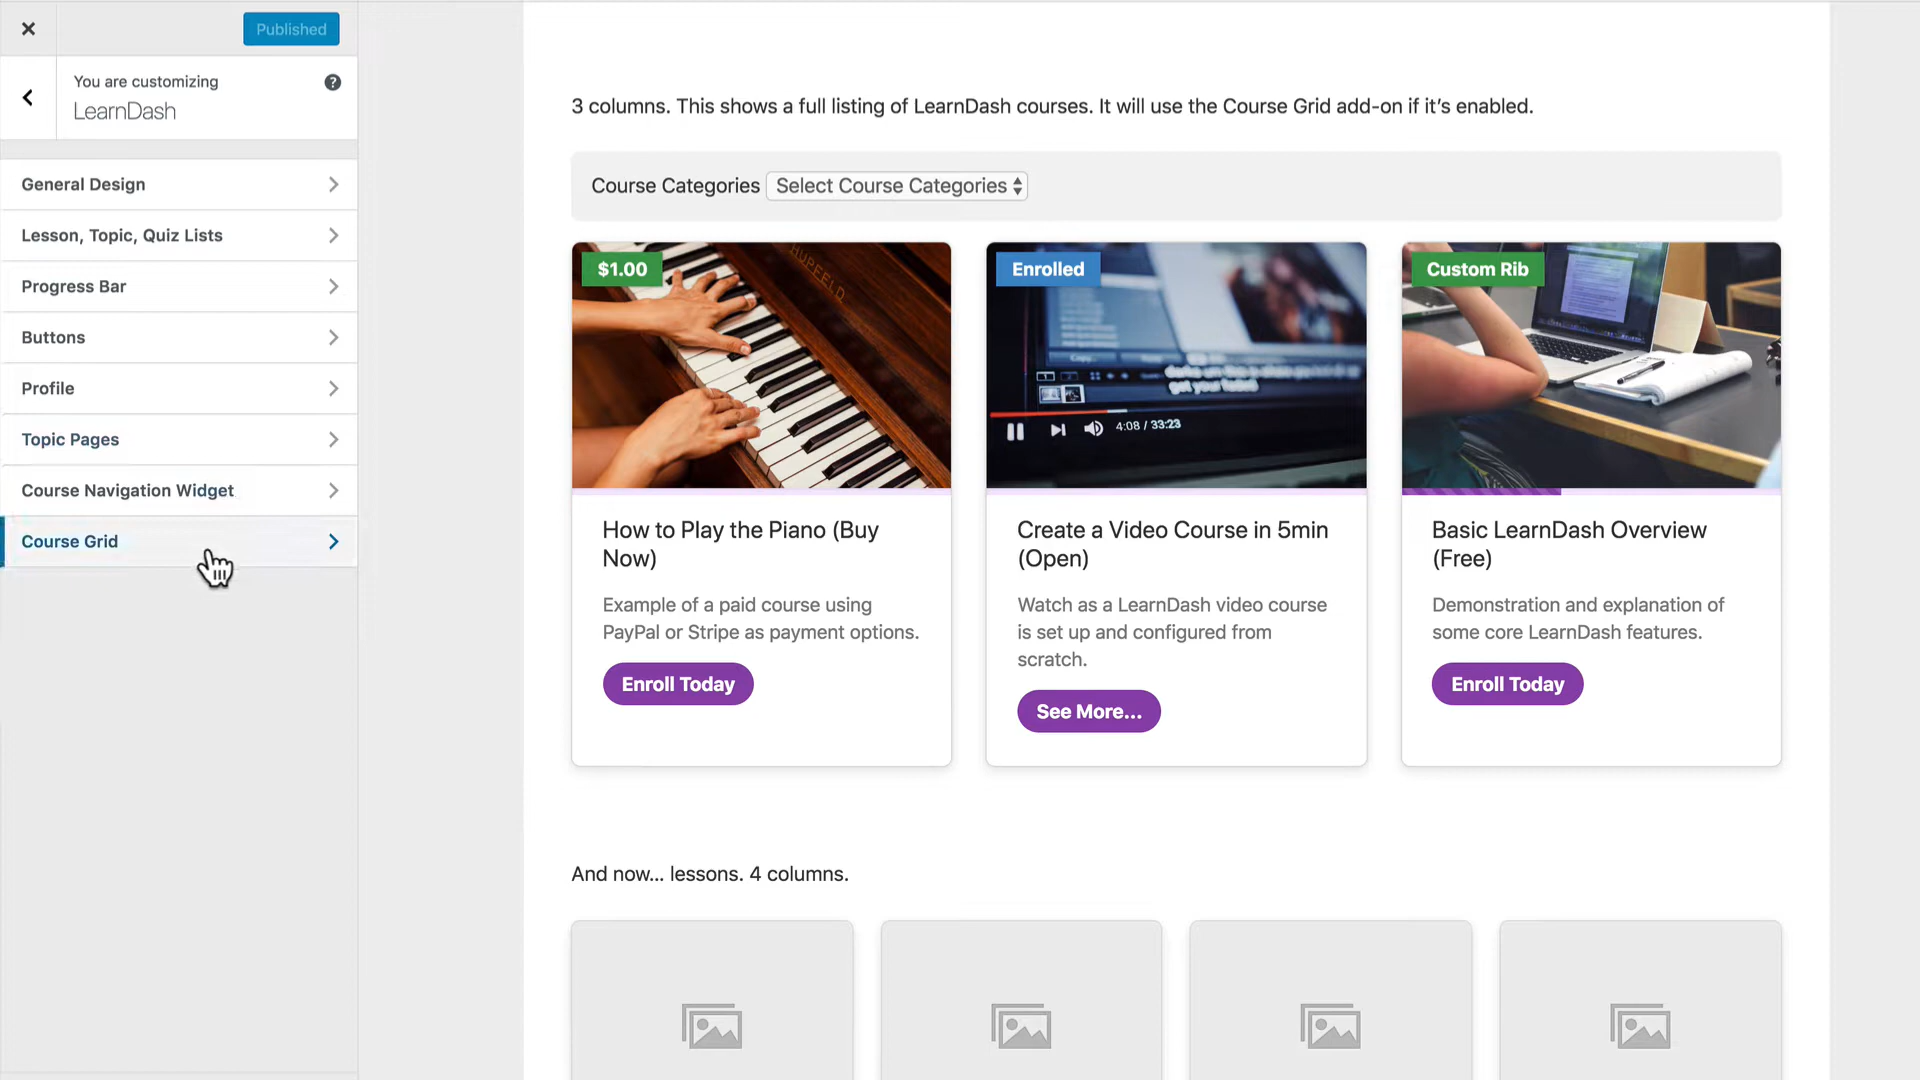 Published
You are customizing
LearnDash
General Design
Lesson, Topic, Quiz Lists
Progress Bar
Buttons
Profile
Topic Pages
Course Navigation Widget
Course Grid
3 columns. This shows a full listing of LearnDash courses. It will use the Course Grid add-on if it’s enabled.
Course Categories Select Course Categories
$1.00
HUPFELD
How to Play the Piano (Buy
Now)
Example of a paid course using
PayPal or Stripe as payment options.
Enroll Today
Enrolled
4:08 / 33:23
Create a Video Course in 5min
(Open)
Watch as a LearnDash video course
is set up and configured from
scratch.
See More...
Custom Rib
Basic LearnDash Overview
(Free)
Demonstration and explanation of
some core LearnDash features.
Enroll Today
And now... lessons. 4 columns.